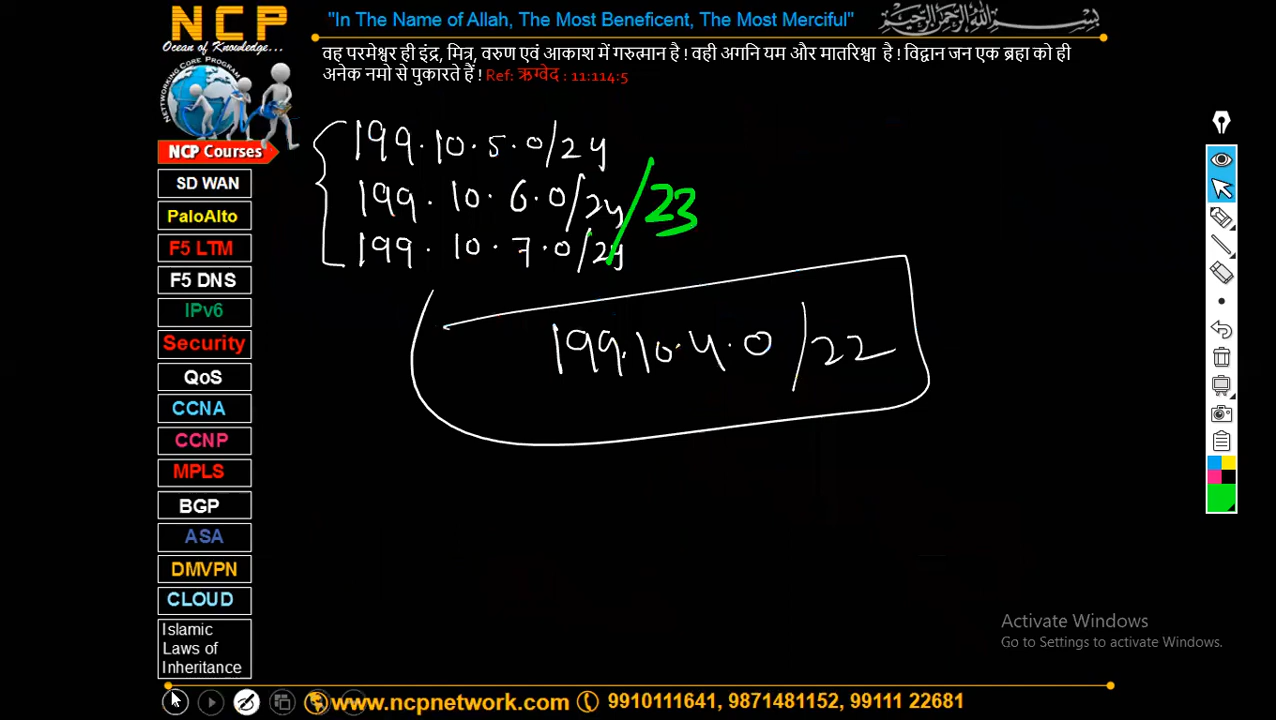 NCP
Ocean of Knowledge...
"In The Name of Allah, The Most Beneficent, The Most Merciful"
वह परमेश्वर ही इंद्र, मित्र, वरुण एवं आकाश में गरुत्मान है ! वही अगनि यम और मातरिश्वा है ! विद्वान जन एक ब्रहा को ही
अनेक नमो से पुकारते हैं ! Ref: ऋग्वेद : 11:114:5
NCP Courses
SD WAN
PaloAlto
F5 LTM
F5 DNS
IPv6
Security
QoS
CCNA
CCNP
MPLS
BGP
ASA
DMVPN
CLOUD
Islamic
Laws of
Inheritance
199.10.5.0/24
199.10.6.0/24 /23
199.10.7.0/24
199.10.4.0/22
Activate Windows
Go to Settings to activate Windows.
www.ncpnetwork.com 9910111641, 9871481152, 99111 22681